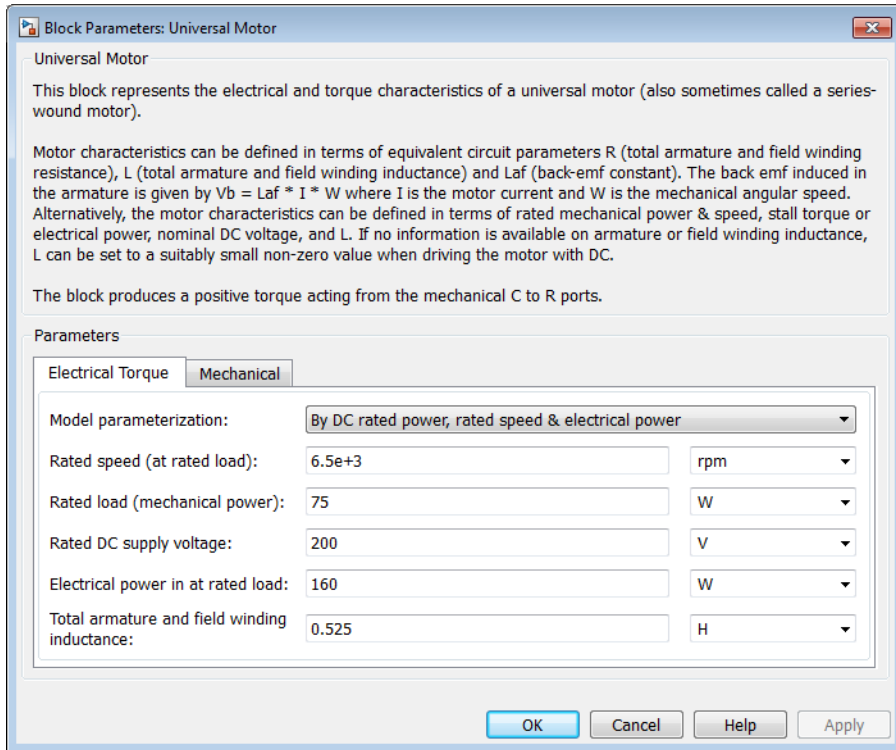 Block Parameters: Universal Motor
Universal Motor
This block represents the electrical and torque characteristics of a universal motor (also sometimes called a series-
wound motor).
Motor characteristics can be defined in terms of equivalent circuit parameters R (total armature and field winding
resistance), L (total armature and field winding inductance) and Laf (back-emf constant). The back emf induced in
the armature is given by Vb = Laf * I * W where I is the motor current and W is the mechanical angular speed.
Alternatively, the motor characteristics can be defined in terms of rated mechanical power & speed, stall torque or
electrical power, nominal DC voltage, and L. If no information is available on armature or field winding inductance,
L can be set to a suitably small non-zero value when driving the motor with DC.
The block produces a positive torque acting from the mechanical C to R ports.
Parameters
Electrical Torque Mechanical
Model parameterization: By DC rated power, rated speed & electrical power
Rated speed (at rated load): 6.5e+3 rpm
Rated load (mechanical power): 75 W
Rated DC supply voltage: 200 V
Electrical power in at rated load: 160 W
Total armature and field winding
inductance: 0.525 H
OK Cancel Help Apply